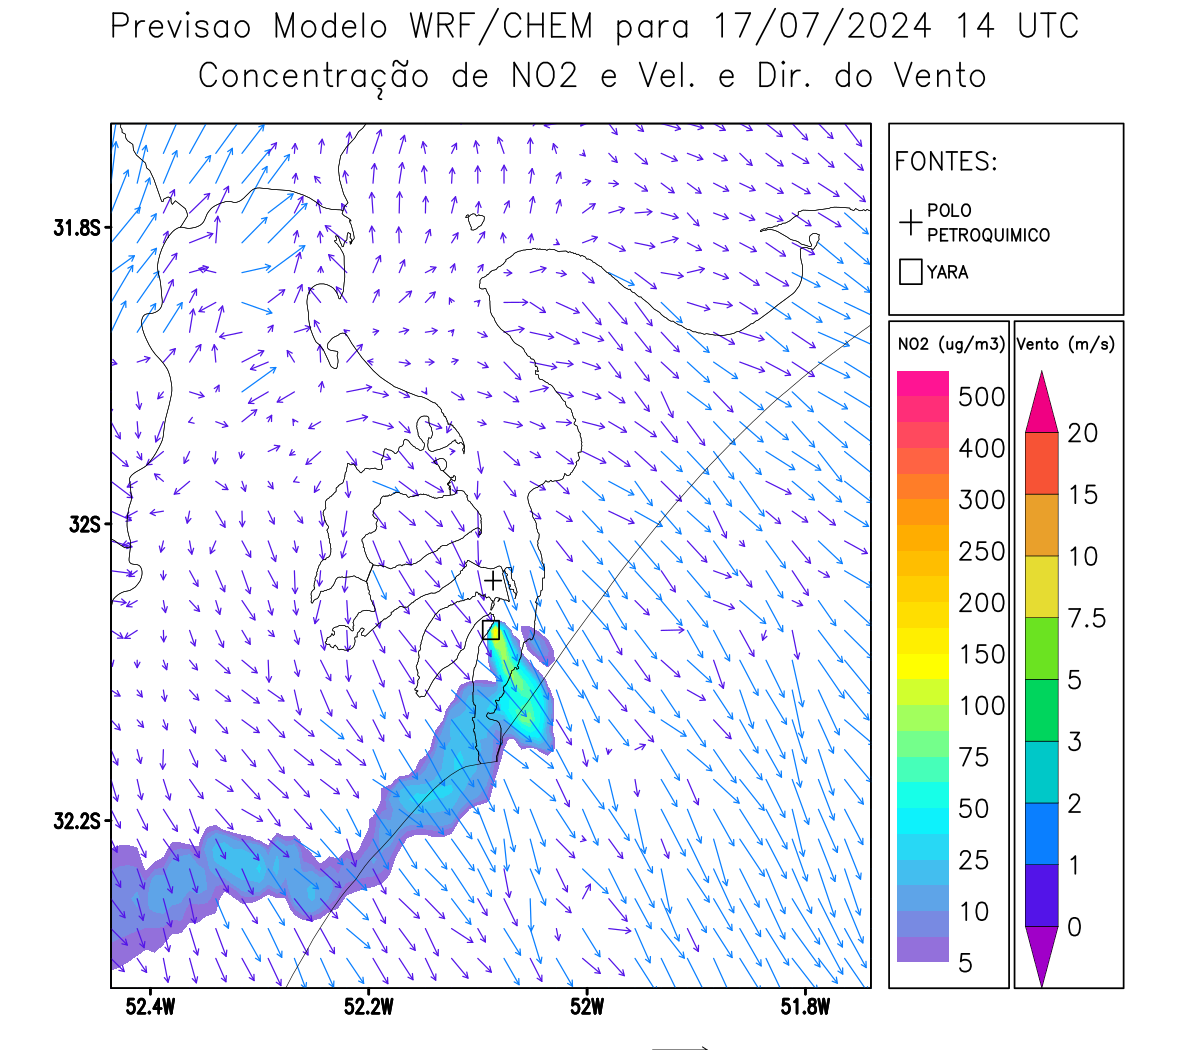 Previsao Modelo WRF/CHEM para 17/07/2024 14 UTC
Concentração de NO2 e Vel. e Dir. do Vento
FONTES:
POLO
PETROQUIMICO
YARA
NO2 (ug/m3)
500
400
300
250
200
150
100
75
50
25
10
5
Vento (m/s)
20
15
10
7.5
5
3
2
1
0
31.8S
32S
32.2S
52.4W
52.2W
52W
51.8W